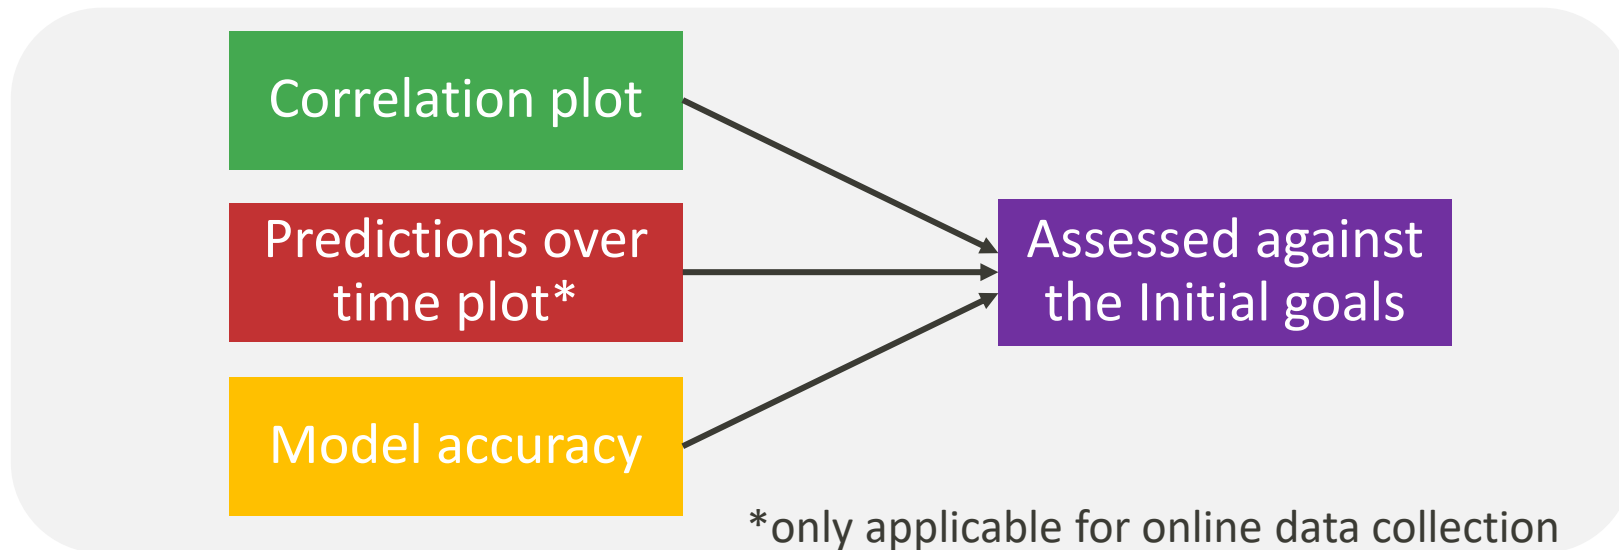 Correlation plot
Predictions over
time plot*
Model accuracy
Assessed against
the Initial goals
*only applicable for online data collection